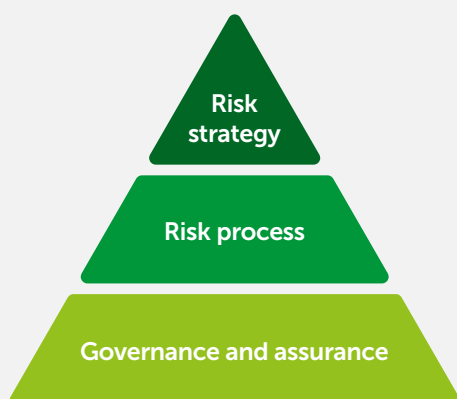 Risk
strategy
Risk process
Governance and assurance